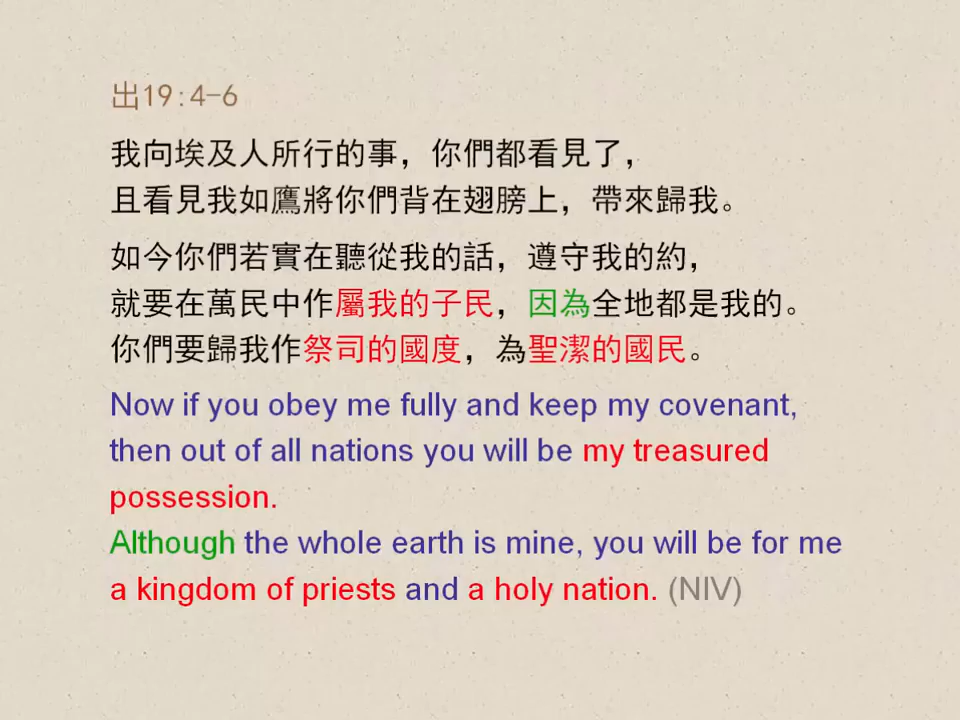 出19:4-6
我向埃及人所行的事，你們都看見了，
且看見我如鷹將你們背在翅膀上，帶來歸我。
如今你們若實在聽從我的話，遵守我的約，
就要在萬民中作屬我的子民，因為全地都是我的。
你們要歸我作祭司的國度，為聖潔的國民。
Now if you obey me fully and keep my covenant,
then out of all nations you will be my treasured
possession.
Although the whole earth is mine, you will be for me
a kingdom of priests and a holy nation. (NIV)